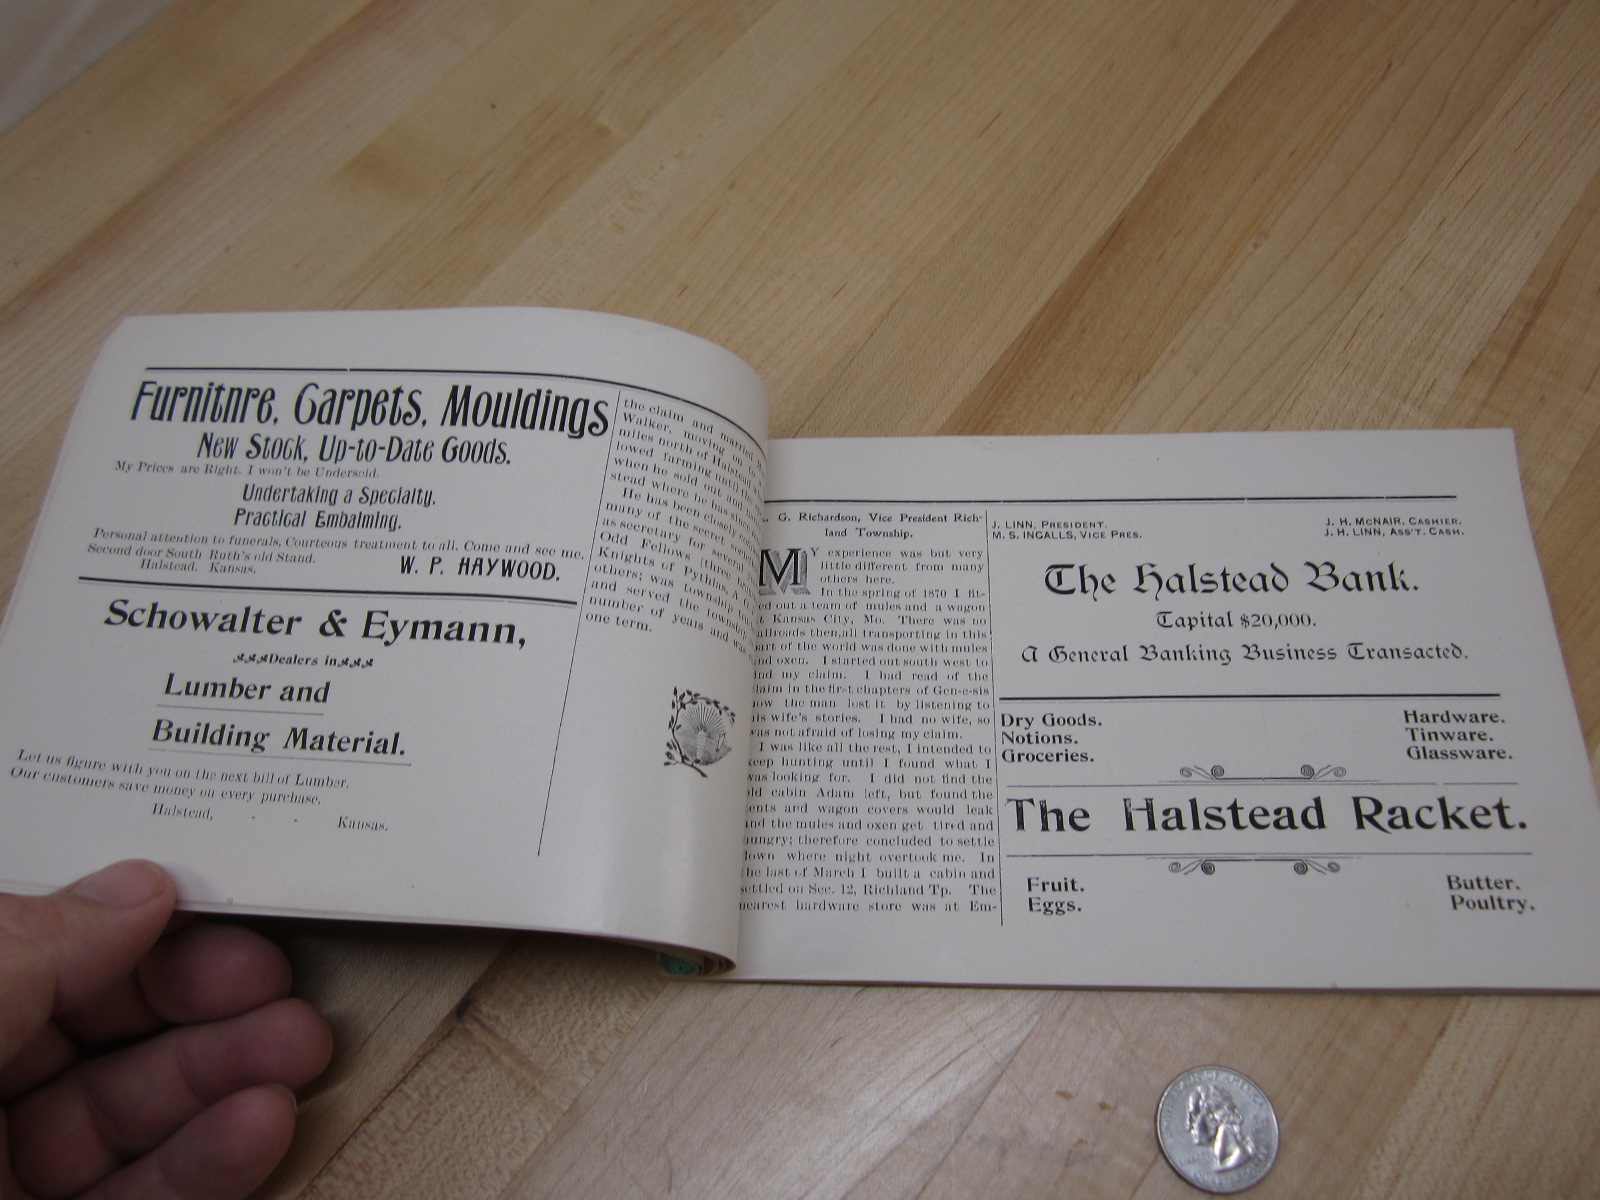 Furnitnre, Carpets, Mouldings
New Stock, Up-to-Date Goods.
My Prices are Right. I won't be Undersold.
Undertaking a Specialty.
Practical Embalming.
Personal attention to funerals, Courteous treatment to all. Come and see me.
Second door South Ruth's old Stand.
Halstead, Kansas.
W. P. HAYWOOD.
Schowalter & Eymann,
Dealers in
Lumber and
Building Material.
Let us figure with you on the next bill of Lumber.
Our customers save money on every purchase.
Halstead, - - Kansas.
the claim and married
Walker, moving on to
miles north of Halstead
lowed farming until
when he sold out and
stead where he has since
He has been closely
many of the secret
as secretary for several
Odd Fellows (three
Knights of Pythias, A.
others; was township
and served the township
number of years and was
one term.
G. Richardson, Vice President Rich-
land Township.
MY experience was but very
little different from many
others here.
In the spring of 1870 I fit-
ed out a team of mules and a wagon
Kansas City, Mo. There was no
railroads then, all transporting in this
part of the world was done with mules
and oxen. I started out south west to
find my claim. I had read of the
claim in the first chapters of Gen-e-sis
how the man lost it by listening to
his wife's stories. I had no wife, so
was not afraid of losing my claim.
I was like all the rest, I intended to
keep hunting until I found what I
was looking for. I did not find the
old cabin Adam left, but found the
tents and wagon covers would leak
and the mules and oxen get tired and
hungry; therefore concluded to settle
down where night overtook me. In
the last of March I built a cabin and
settled on Sec. 12, Richland Tp. The
nearest hardware store was at Em-
J. LINN, PRESIDENT.
M. S. INGALLS, VICE PRES.
J. H. McNAIR, CASHIER.
J. H. LINN, ASS'T. CASH.
The Halstead Bank.
Capital $20,000.
A General Banking Business Transacted.
Dry Goods.
Notions.
Groceries.
Hardware.
Tinware.
Glassware.
The Halstead Racket.
Fruit.
Eggs.
Butter.
Poultry.